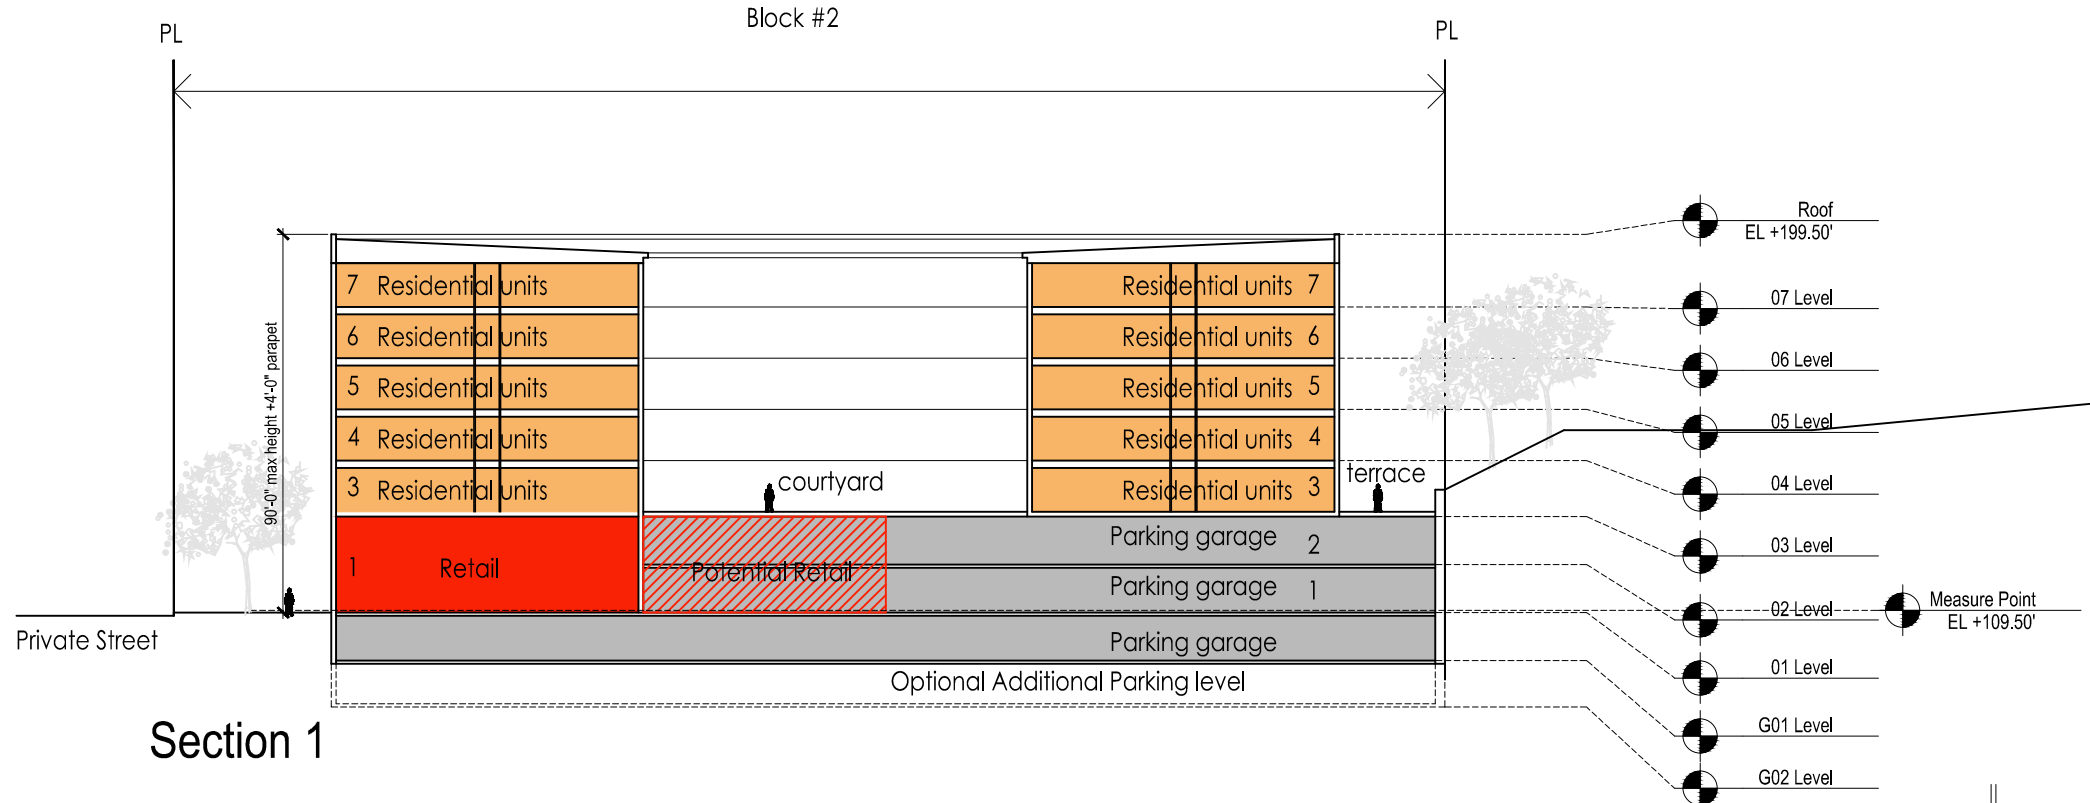 Block #2
PL
PL
Roof
EL +199.50'
7 Residential units
Residential units 7
07 Level
6 Residential units
Residential units 6
06 Level
5 Residential units
Residential units 5
05 Level
4 Residential units
Residential units 4
04 Level
3 Residential units
courtyard
Residential units 3
terrace
90'-0" max height +4'-0" parapet
Parking garage 2
03 Level
1 Retail
Potential Retail
Parking garage 1
02 Level
Measure Point
EL +109.50'
Private Street
Parking garage
01 Level
Optional Additional Parking level
G01 Level
Section 1
G02 Level